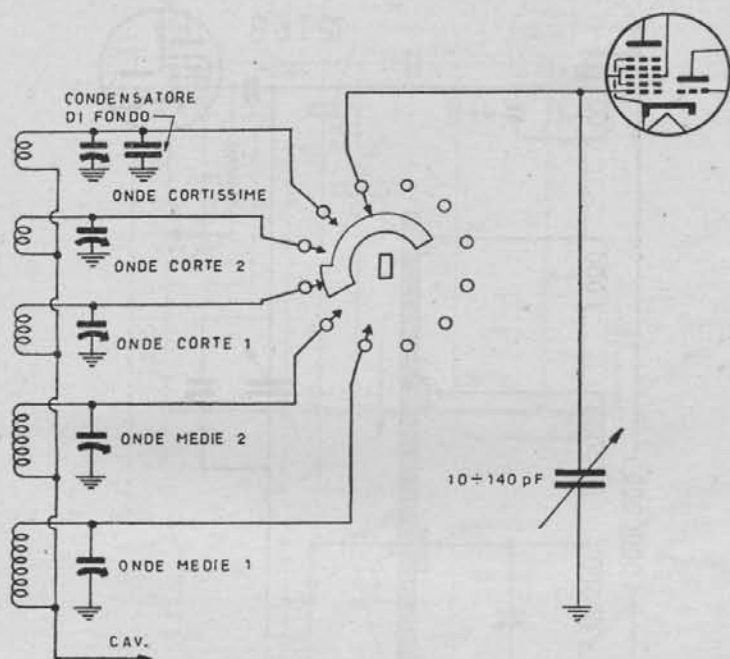 CONDENSATORE
DI FONDO
ONDE CORTISSIME
ONDE CORTE 2
ONDE CORTE 1
ONDE MEDIE 2
ONDE MEDIE 1
10÷140 pF
CAV.